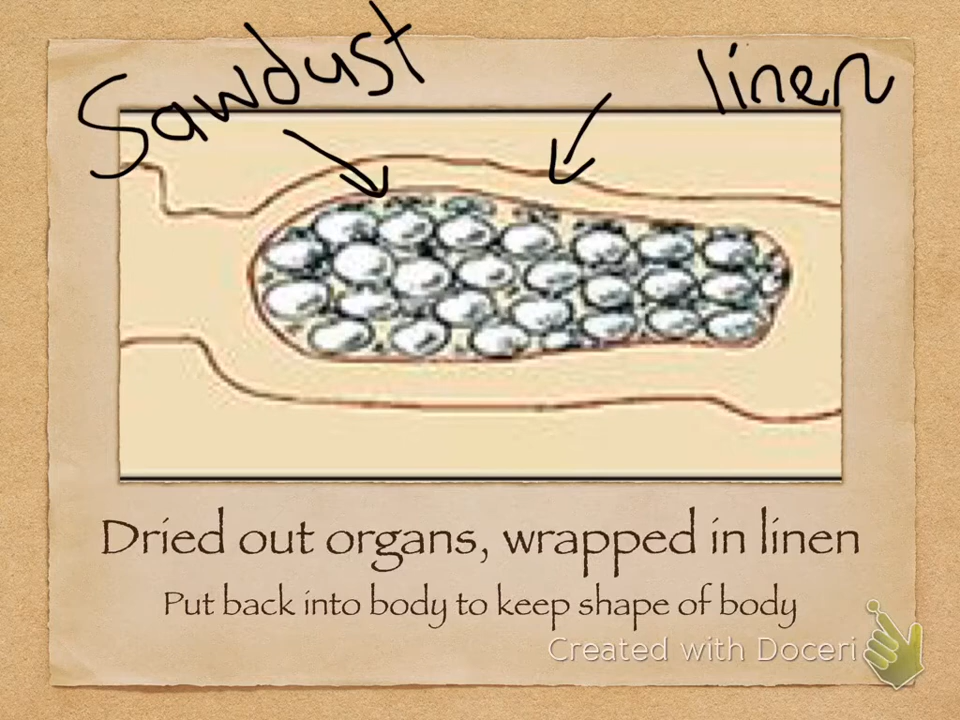 Sawdust
linen
Dried out organs, wrapped in linen
Put back into body to keep shape of body
Created with Doceri